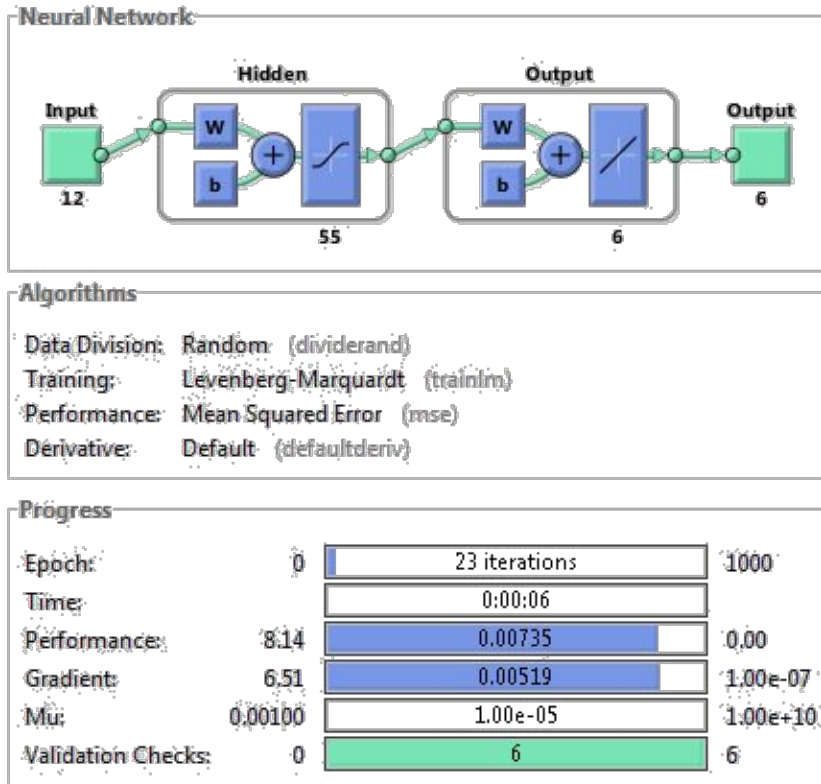 Neural Network
Hidden
Output
Input
W
b
+
W
b
+
Output
12
55
6
6
Algorithms
Data Division: Random (dividerand)
Training: Levenberg-Marquardt (trainlm)
Performance: Mean Squared Error (mse)
Derivative: Default (defaultderiv)
Progress
Epoch: 0 23 iterations 1000
Time: 0:00:06
Performance: 8.14 0.00735 0.00
Gradient: 6.51 0.00519 1.00e-07
Mu: 0.00100 1.00e-05 1.00e+10
Validation Checks: 0 6 6